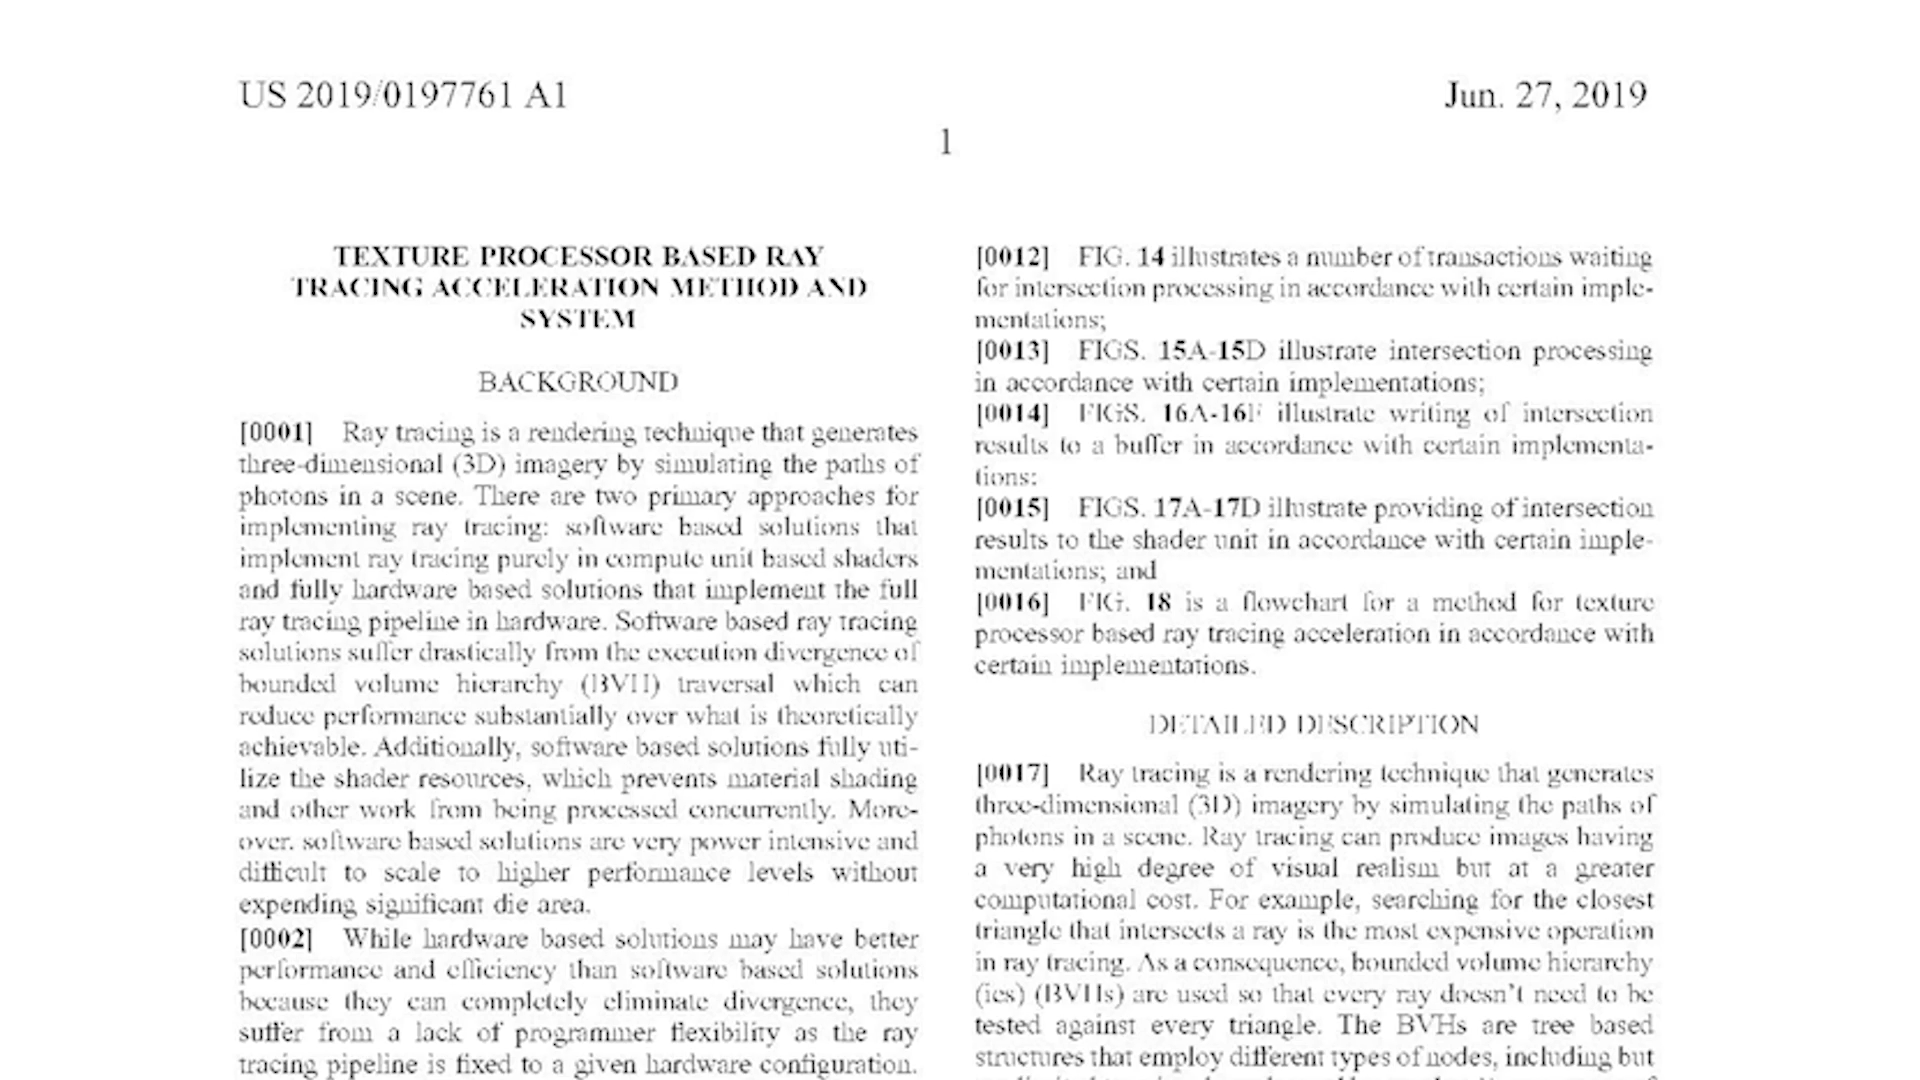 US 2019/0197761 A1
Jun. 27, 2019
1
TEXTURE PROCESSOR BASED RAY
TRACING ACCELERATION METHOD AND
SYSTEM
BACKGROUND
[0001] Ray tracing is a rendering technique that generates
three-dimensional (3D) imagery by simulating the paths of
photons in a scene. There are two primary approaches for
implementing ray tracing: software based solutions that
implement ray tracing purely in compute unit based shaders
and fully hardware based solutions that implement the full
ray tracing pipeline in hardware. Software based ray tracing
solutions suffer drastically from the execution divergence of
bounded volume hierarchy (BVH) traversal which can
reduce performance substantially over what is theoretically
achievable. Additionally, software based solutions fully uti-
lize the shader resources, which prevents material shading
and other work from being processed concurrently. More-
over, software based solutions are very power intensive and
difficult to scale to higher performance levels without
expending significant die area.
[0002] While hardware based solutions may have better
performance and efficiency than software based solutions
because they can completely eliminate divergence, they
suffer from a lack of programmer flexibility as the ray
tracing pipeline is fixed to a given hardware configuration.
[0012] FIG. 14 illustrates a number of transactions waiting
for intersection processing in accordance with certain imple-
mentations;
[0013] FIGS. 15A-15D illustrate intersection processing
in accordance with certain implementations;
[0014] FIGS. 16A-16F illustrate writing of intersection
results to a buffer in accordance with certain implementa-
tions;
[0015] FIGS. 17A-17D illustrate providing of intersection
results to the shader unit in accordance with certain imple-
mentations; and
[0016] FIG. 18 is a flowchart for a method for texture
processor based ray tracing acceleration in accordance with
certain implementations.
DETAILED DESCRIPTION
[0017] Ray tracing is a rendering technique that generates
three-dimensional (3D) imagery by simulating the paths of
photons in a scene. Ray tracing can produce images having
a very high degree of visual realism but at a greater
computational cost. For example, searching for the closest
triangle that intersects a ray is the most expensive operation
in ray tracing. As a consequence, bounded volume hierarchy
(ies) (BVHs) are used so that every ray doesn't need to be
tested against every triangle. The BVHs are tree based
structures that employ different types of nodes, including but